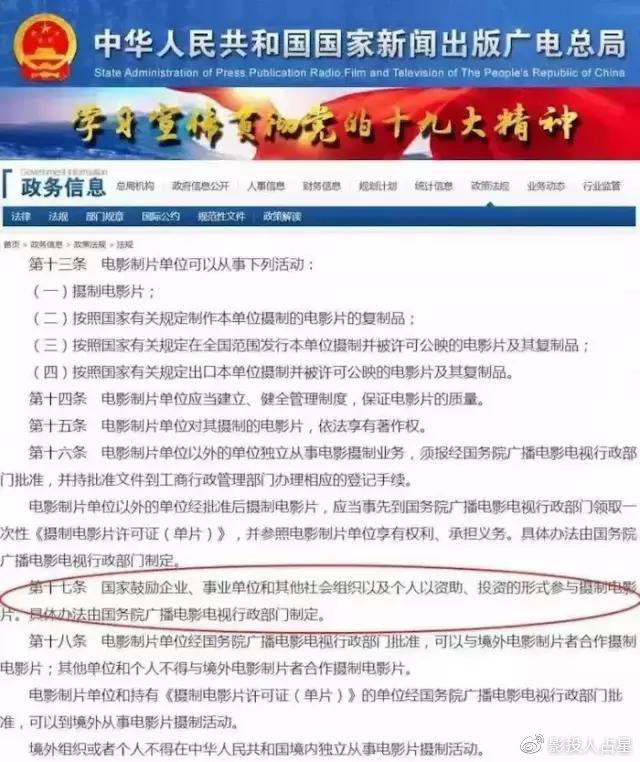 中华人民共和国国家新闻出版广电总局
State Administration of Press Publication Radio Film and Television of The People's Republic of China
学习宣传贯彻党的十九大精神
Government Information
政务信息 总局机构 政府信息公开 人事信息 财务信息 规划计划 统计信息 政策法规 业务动态 行业监管
法律 法规 部门规章 国际公约 规范性文件 政策解读
首页 > 政务信息 > 政策法规 > 法规
第十三条 电影制片单位可以从事下列活动：
（一）摄制电影片；
（二）按照国家有关规定制作本单位摄制的电影片的复制品；
（三）按照国家有关规定在全国范围发行本单位摄制并被许可公映的电影片及其复制品；
（四）按照国家有关规定出口本单位摄制并被许可公映的电影片及其复制品。
第十四条 电影制片单位应当建立、健全管理制度，保证电影片的质量。
第十五条 电影制片单位对其摄制的电影片，依法享有著作权。
第十六条 电影制片单位以外的单位独立从事电影摄制业务，须报经国务院广播电影电视行政部
门批准，并持批准文件到工商行政管理部门办理相应的登记手续。
电影制片单位以外的单位经批准后摄制电影片，应当事先到国务院广播电影电视行政部门领取一
次性《摄制电影片许可证（单片）》，并参照电影制片单位享有权利、承担义务。具体办法由国务院
广播电影电视行政部门制定。
第十七条 国家鼓励企业、事业单位和其他社会组织以及个人以资助、投资的形式参与摄制电影
片。具体办法由国务院广播电影电视行政部门制定。
第十八条 电影制片单位经国务院广播电影电视行政部门批准，可以与境外电影制片者合作摄制
电影片；其他单位和个人不得与境外电影制片者合作摄制电影片。
电影制片单位和持有《摄制电影片许可证（单片）》的单位经国务院广播电影电视行政部门批
准，可以到境外从事电影片摄制活动。
境外组织或者个人不得在中华人民共和国境内独立从事电影片摄制活动。
影投人占星